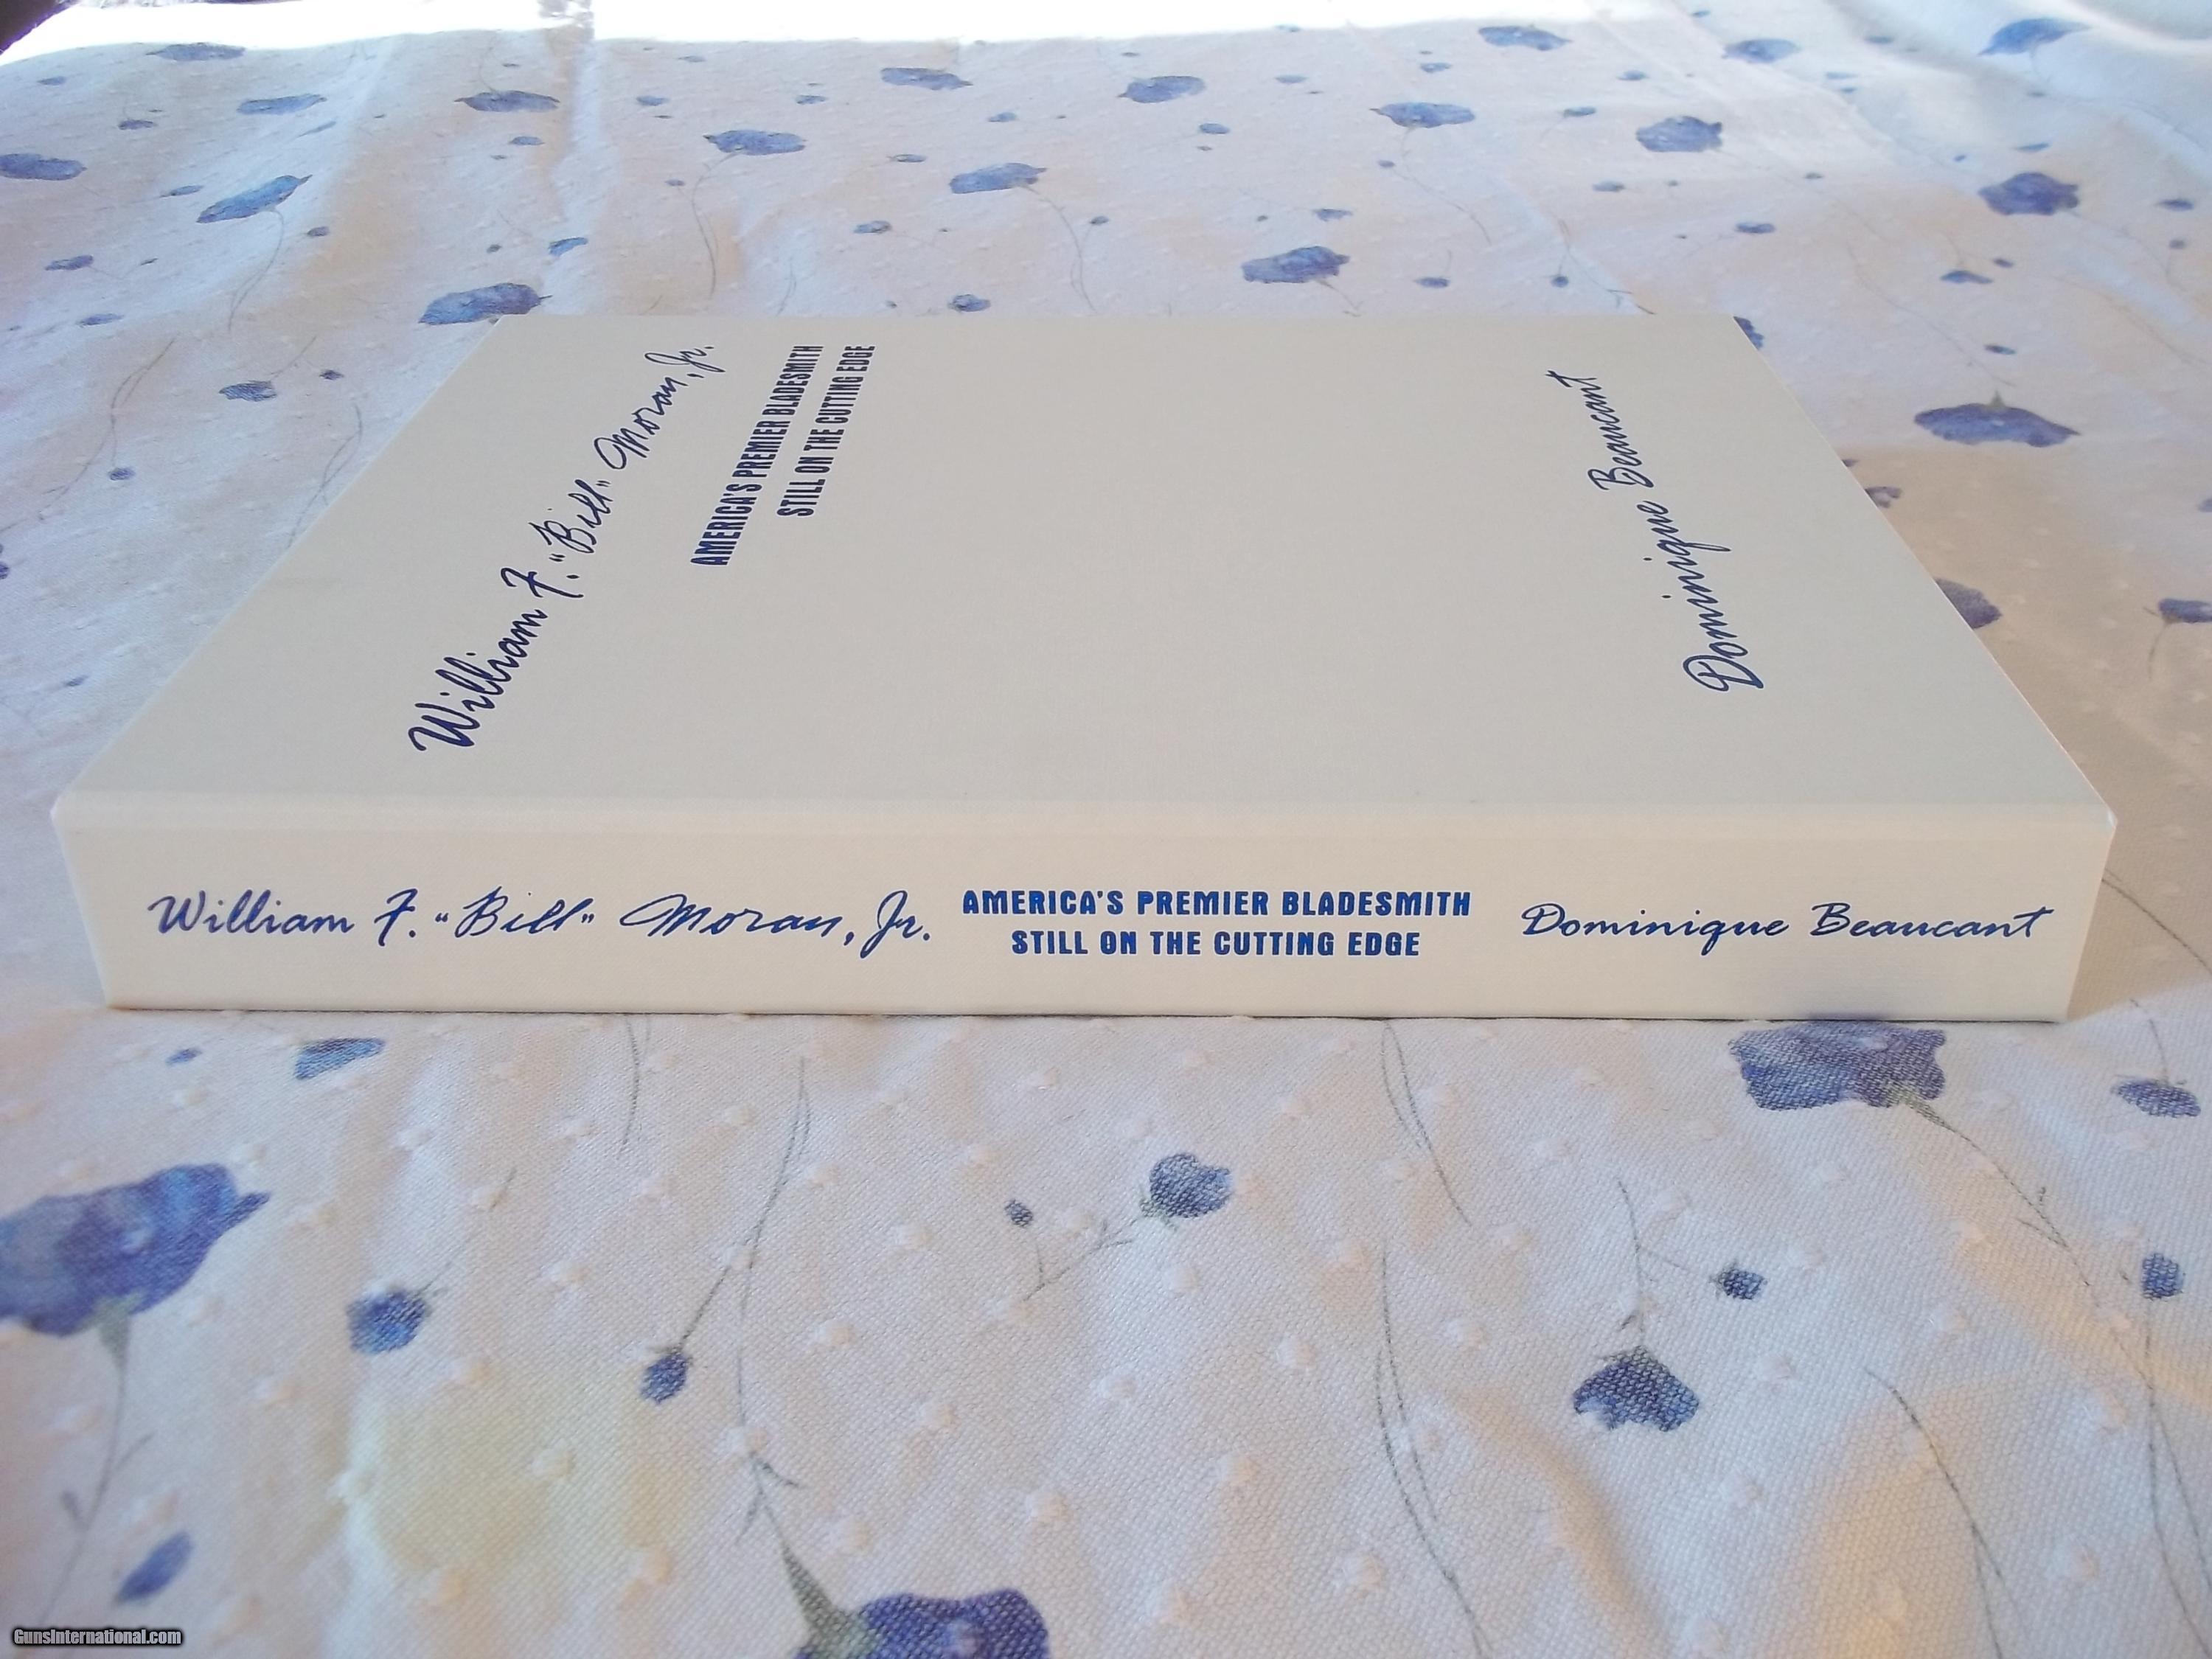 William F. "Bill" Moran, Jr.
AMERICA'S PREMIER BLADESMITH
STILL ON THE CUTTING EDGE
Dominique Beaucant
William F. "Bill" Moran, Jr.
AMERICA'S PREMIER BLADESMITH
STILL ON THE CUTTING EDGE
Dominique Beaucant
GunsInternational.com